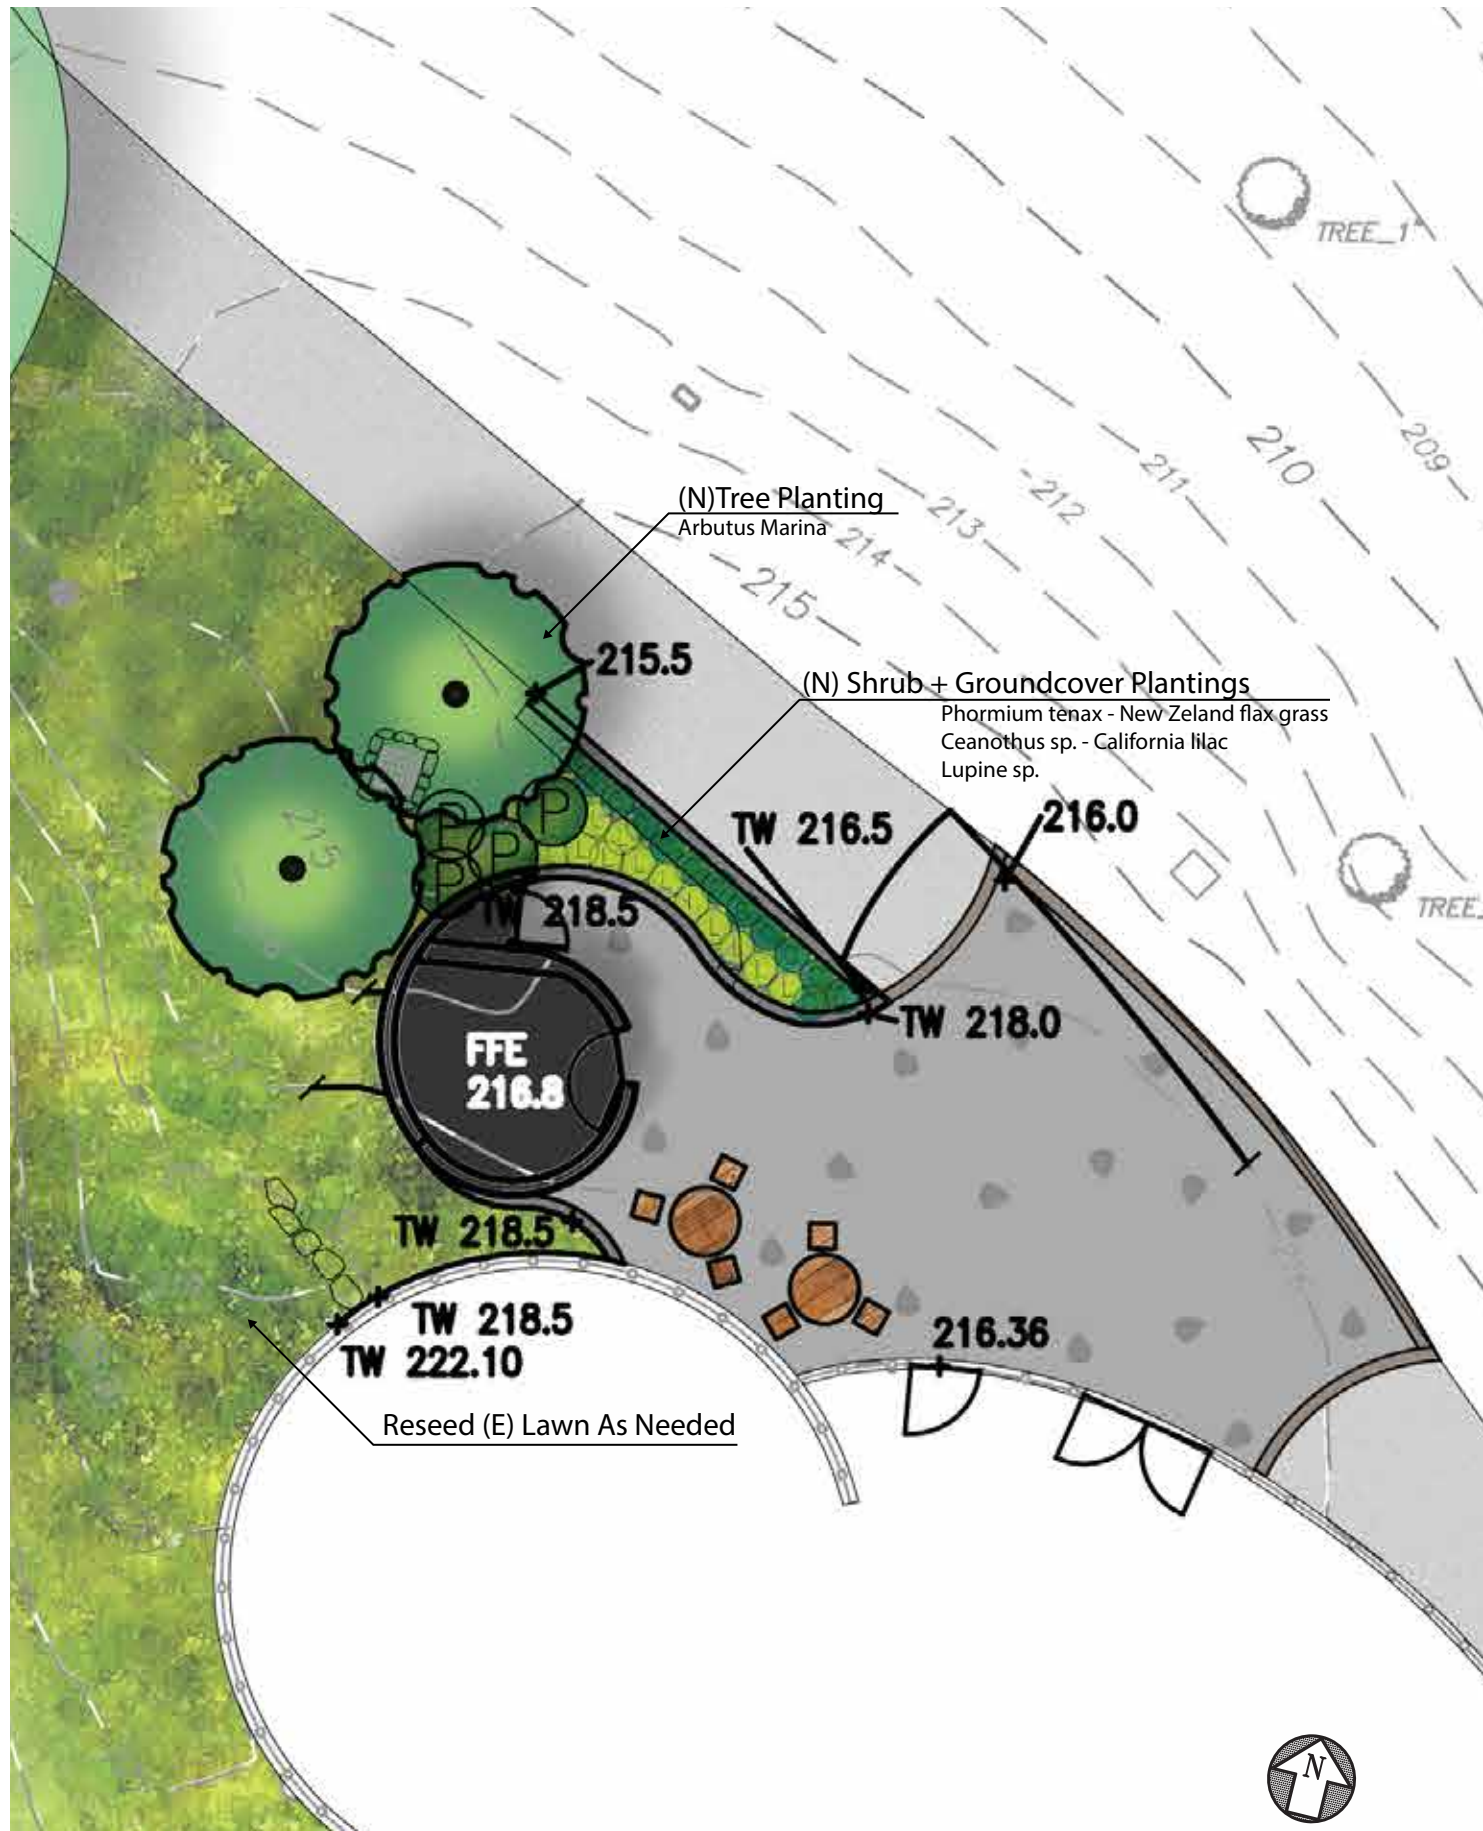 TREE_1"
209
210
211
212
213
214
215
(N)Tree Planting
Arbutus Marina
215.5
(N) Shrub + Groundcover Plantings
Phormium tenax - New Zeland flax grass
Ceanothus sp. - California lilac
Lupine sp.
TW 216.5
216.0
215
P
P
P
P
TREE_
TW 218.5
TW 218.0
FFE
216.8
TW 218.5
TW 218.5
TW 222.10
216.36
Reseed (E) Lawn As Needed
N